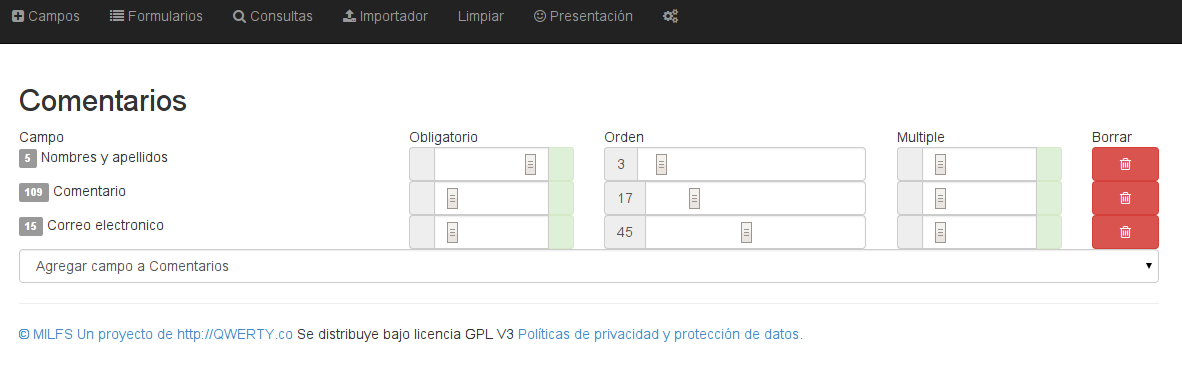 Campos Formularios Consultas Importador Limpiar Presentación
Comentarios
Campo Obligatorio Orden Multiple Borrar
5 Nombres y apellidos 3
109 Comentario 17
15 Correo electronico 45
Agregar campo a Comentarios
© MILFS Un proyecto de http://QWERTY.co Se distribuye bajo licencia GPL V3 Políticas de privacidad y protección de datos.